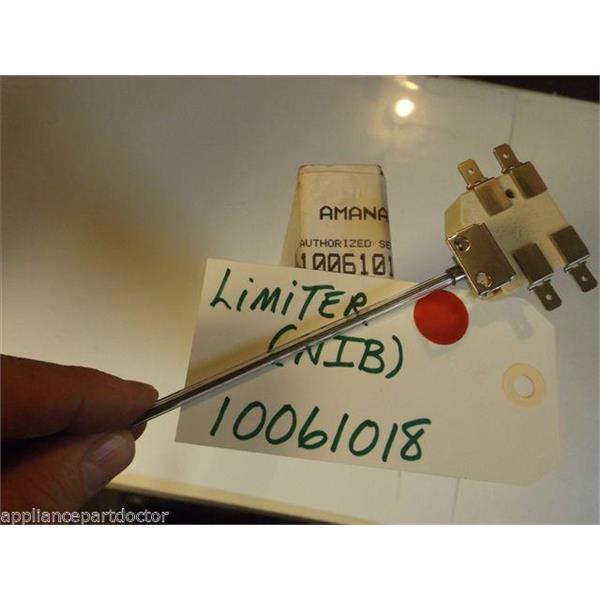 AMANA
AUTHORIZED SE
1006101
LIMITER
(NIB)
10061018
appliancepartdoctor